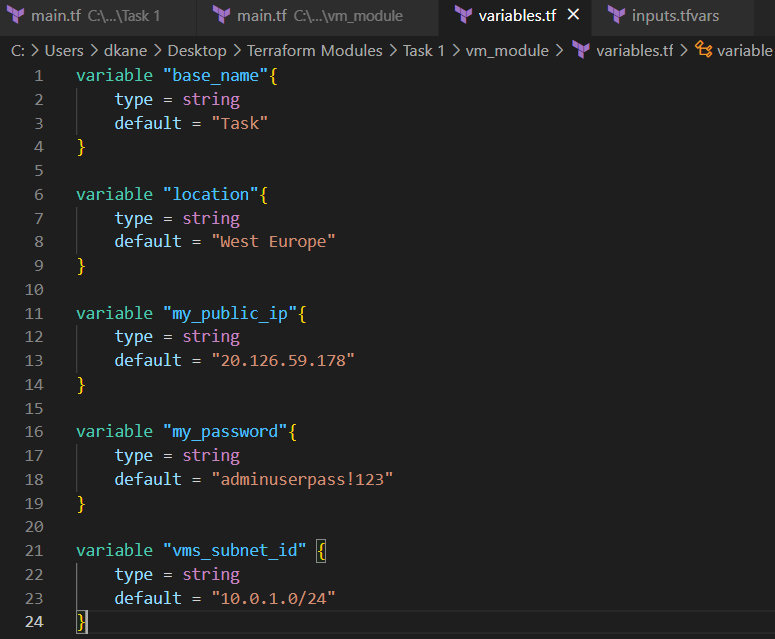 main.tf C:\...\Task 1 main.tf C:\...\vm_module variables.tf × inputs.tfvars
C: > Users > dkane > Desktop > Terraform Modules > Task 1 > vm_module > variables.tf > variable
1 variable "base_name"{
2 type = string
3 default = "Task"
4 }
5
6 variable "location"{
7 type = string
8 default = "West Europe"
9 }
10
11 variable "my_public_ip"{
12 type = string
13 default = "20.126.59.178"
14 }
15
16 variable "my_password"{
17 type = string
18 default = "adminuserpass!123"
19 }
20
21 variable "vms_subnet_id" {
22 type = string
23 default = "10.0.1.0/24"
24 }